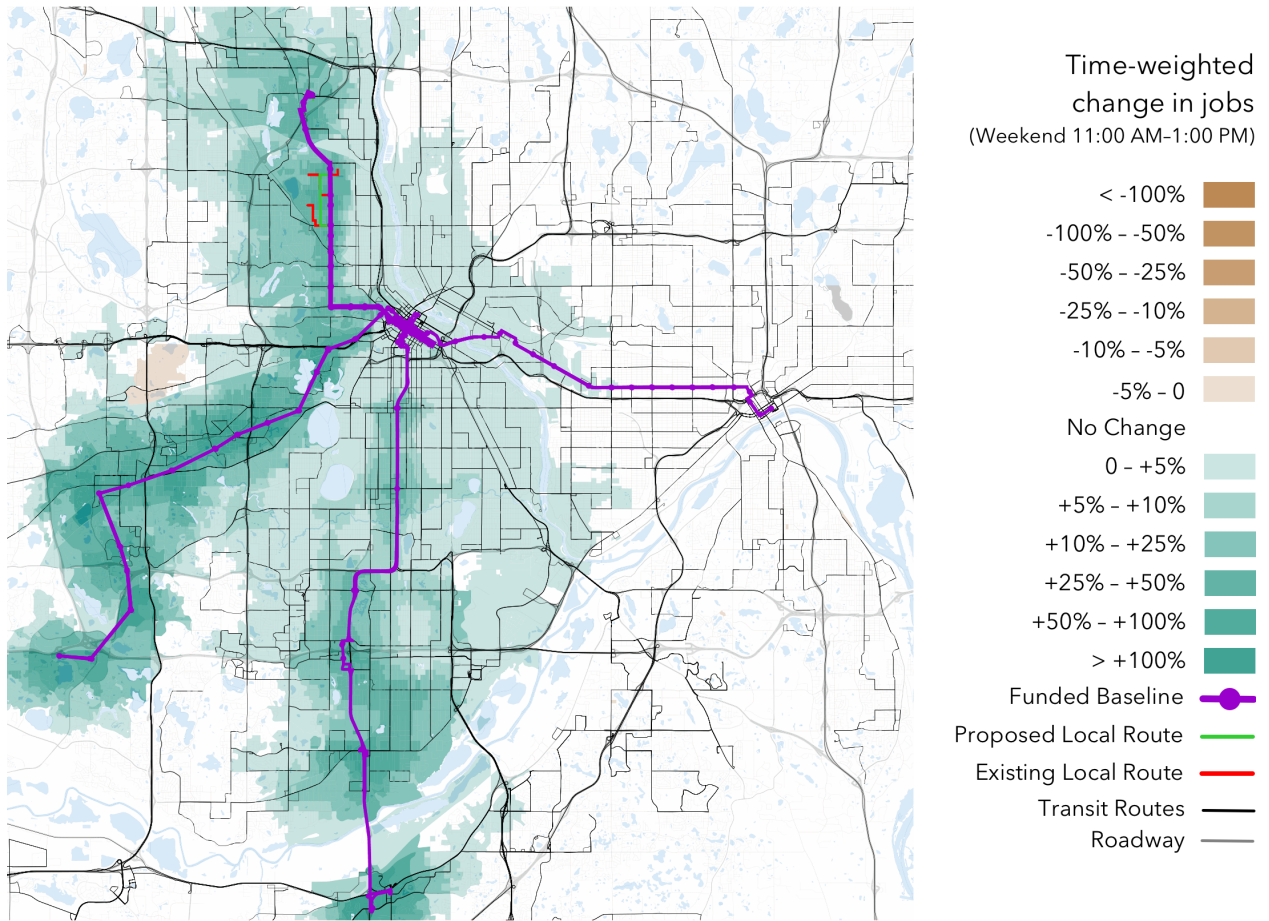 Time-weighted
change in jobs
(Weekend 11:00 AM–1:00 PM)
< -100%
-100% – -50%
-50% – -25%
-25% – -10%
-10% – -5%
-5% – 0
No Change
0 – +5%
+5% – +10%
+10% – +25%
+25% – +50%
+50% – +100%
> +100%
Funded Baseline
Proposed Local Route
Existing Local Route
Transit Routes
Roadway